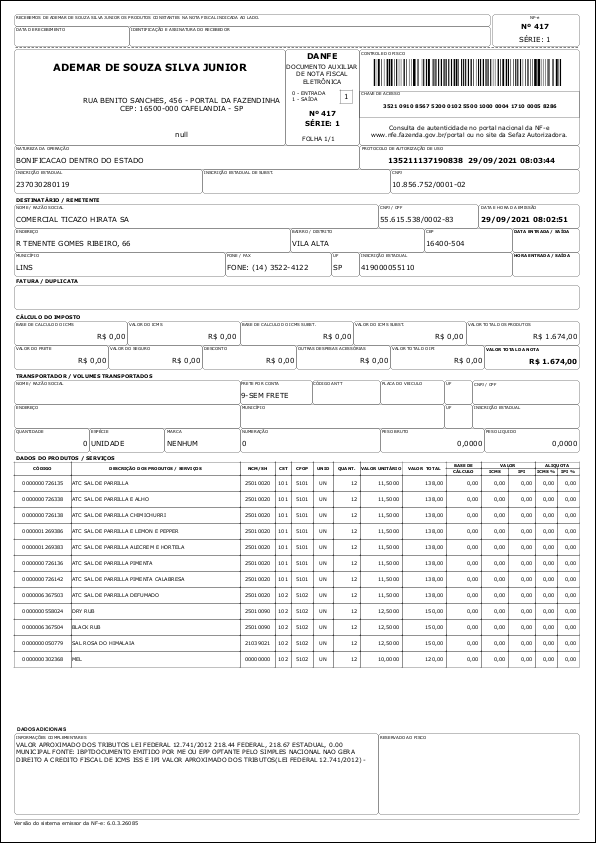 RECEBEMOS DE ADEMAR DE SOUZA SILVA JUNIOR OS PRODUTOS CONSTANTES NA NOTA FISCAL INDICADA AO LADO.
DATA DE RECEBIMENTO IDENTIFICAÇÃO E ASSINATURA DO RECEBEDOR
NF-e
Nº 417
SÉRIE: 1
ADEMAR DE SOUZA SILVA JUNIOR
RUA BENITO SANCHES, 456 - PORTAL DA FAZENDINHA
CEP: 16500-000 CAFELANDIA - SP
null
DANFE
DOCUMENTO AUXILIAR
DE NOTA FISCAL
ELETRÔNICA
0 - ENTRADA
1 - SAÍDA
1
Nº 417
SÉRIE: 1
FOLHA 1/1
CONTROLE DO FISCO
CHAVE DE ACESSO
3521 0910 8567 5200 0102 5500 1000 0004 1710 0005 8286
Consulta de autenticidade no portal nacional da NF-e
www.nfe.fazenda.gov.br/portal ou no site da Sefaz Autorizadora.
NATUREZA DA OPERAÇÃO PROTOCOLO DE AUTORIZAÇÃO DE USO
BONIFICACAO DENTRO DO ESTADO 135211137190838 29/09/2021 08:03:44
INSCRIÇÃO ESTADUAL INSCRIÇÃO ESTADUAL DE SUBST. CNPJ
237030280119 10.856.752/0001-02
DESTINATÁRIO / REMETENTE
NOME / RAZÃO SOCIAL CNPJ / CPF DATA E HORA DA EMISSÃO
COMERCIAL TICAZO HIRATA SA 55.615.538/0002-83 29/09/2021 08:02:51
ENDEREÇO BAIRRO / DISTRITO CEP DATA ENTRADA / SAÍDA
R TENENTE GOMES RIBEIRO, 66 VILA ALTA 16400-504
MUNICÍPIO FONE / FAX UF INSCRIÇÃO ESTADUAL HORA ENTRADA / SAÍDA
LINS FONE: (14) 3522-4122 SP 419000055110
FATURA / DUPLICATA
CÁLCULO DO IMPOSTO
BASE DE CALCULO DO ICMS VALOR DO ICMS BASE DE CALCULO DO ICMS SUBST. VALOR DO ICMS SUBST. VALOR TOTAL DOS PRODUTOS
R$ 0,00 R$ 0,00 R$ 0,00 R$ 0,00 R$ 1.674,00
VALOR DO FRETE VALOR DO SEGURO DESCONTO OUTRAS DESPESAS ACESSÓRIAS VALOR TOTAL DO IPI VALOR TOTAL DA NOTA
R$ 0,00 R$ 0,00 R$ 0,00 R$ 0,00 R$ 0,00 R$ 1.674,00
TRANSPORTADOR / VOLUMES TRANSPORTADOS
NOME / RAZÃO SOCIAL FRETE POR CONTA CÓDIGO ANTT PLACA DO VEICULO UF CNPJ / CPF
9-SEM FRETE
ENDEREÇO MUNICÍPIO UF INSCRIÇÃO ESTADUAL
QUANTIDADE ESPÉCIE MARCA NUMERAÇÃO PESO BRUTO PESO LIQUIDO
0 UNIDADE NENHUM 0 0,0000 0,0000
DADOS DO PRODUTOS / SERVIÇOS
CÓDIGO DESCRIÇÃO DOS PRODUTOS / SERVIÇOS NCM/SH CST CFOP UNID QUANT. VALOR UNITÁRIO VALOR TOTAL BASE DE CÁLCULO VALOR ICMS IPI ALIQUOTA ICMS % IPI %
0000000726135 ATC SAL DE PARRILLA 25010020 101 5101 UN 12 11,5000 138,00 0,00 0,00 0,00 0,00 0,00
0000000726338 ATC SAL DE PARRILLA E ALHO 25010020 101 5101 UN 12 11,5000 138,00 0,00 0,00 0,00 0,00 0,00
0000000726138 ATC SAL DE PARRILLA CHIMICHURRI 25010020 101 5101 UN 12 11,5000 138,00 0,00 0,00 0,00 0,00 0,00
0000001269386 ATC SAL DE PARRILLA E LEMON E PEPPER 25010020 101 5101 UN 12 11,5000 138,00 0,00 0,00 0,00 0,00 0,00
0000001269383 ATC SAL DE PARRILLA ALECREM E HORTELA 25010020 101 5101 UN 12 11,5000 138,00 0,00 0,00 0,00 0,00 0,00
0000000726136 ATC SAL DE PARRILLA PIMENTA 25010020 101 5101 UN 12 11,5000 138,00 0,00 0,00 0,00 0,00 0,00
0000000726142 ATC SAL DE PARRILLA PIMENTA CALABRESA 25010020 101 5101 UN 12 11,5000 138,00 0,00 0,00 0,00 0,00 0,00
0000006367503 ATC SAL DE PARRILLA DEFUMADO 25010020 102 5102 UN 12 11,5000 138,00 0,00 0,00 0,00 0,00 0,00
0000000558024 DRY RUB 25010090 102 5102 UN 12 12,5000 150,00 0,00 0,00 0,00 0,00 0,00
0000006367504 BLACK RUB 25010090 102 5102 UN 12 12,5000 150,00 0,00 0,00 0,00 0,00 0,00
0000000050779 SAL ROSA DO HIMALAIA 21039021 102 5102 UN 12 12,5000 150,00 0,00 0,00 0,00 0,00 0,00
0000000302368 MEL 00000000 102 5102 UN 12 10,0000 120,00 0,00 0,00 0,00 0,00 0,00
DADOS ADICIONAIS
INFORMAÇÕES COMPLEMENTARES RESERVADO AO FISCO
VALOR APROXIMADO DOS TRIBUTOS LEI FEDERAL 12.741/2012 218.44 FEDERAL, 218.67 ESTADUAL, 0.00
MUNICIPAL FONTE: IBPTDOCUMENTO EMITIDO POR ME OU EPP OPTANTE PELO SIMPLES NACIONAL NAO GERA
DIREITO A CREDITO FISCAL DE ICMS ISS E IPI VALOR APROXIMADO DOS TRIBUTOS(LEI FEDERAL 12.741/2012) -
Versão do sistema emissor da NF-e: 6.0.3.26085